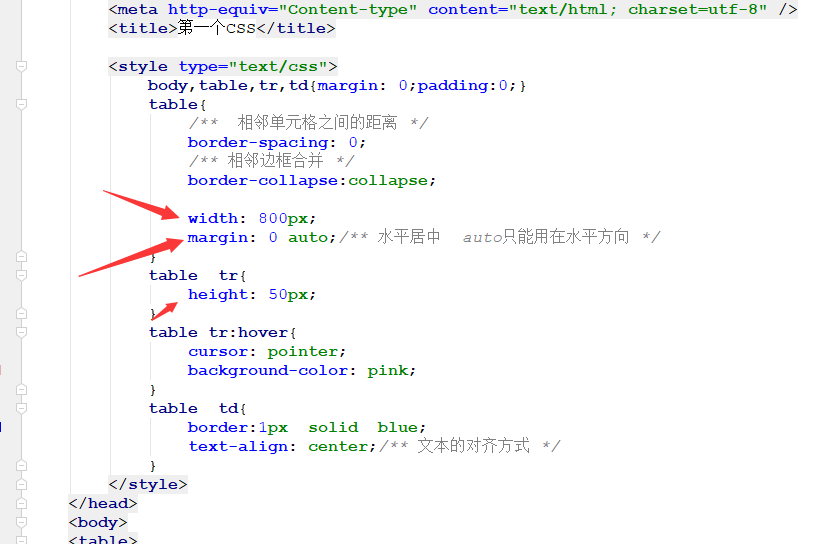 <meta http-equiv="Content-type" content="text/html; charset=utf-8" />
<title>第一个CSS</title>
<style type="text/css">
body,table,tr,td{margin: 0;padding:0;}
table{
/** 相邻单元格之间的距离 */
border-spacing: 0;
/** 相邻边框合并 */
border-collapse:collapse;
width: 800px;
margin: 0 auto;/** 水平居中 auto只能用在水平方向 */
}
table tr{
height: 50px;
}
table tr:hover{
cursor: pointer;
background-color: pink;
}
table td{
border:1px solid blue;
text-align: center;/** 文本的对齐方式 */
}
</style>
</head>
<body>
<table>